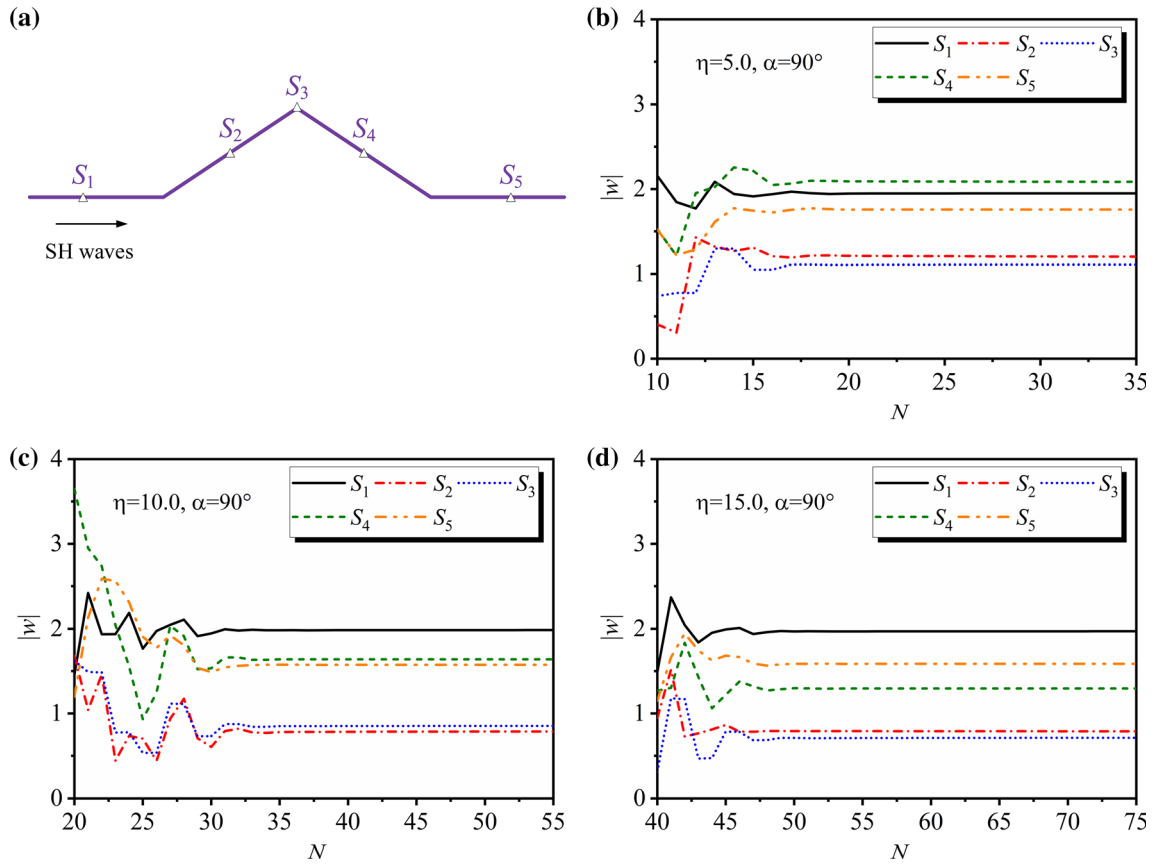 (a)
S3
S2 S4
S1 S5
SH waves
(b)
4
3
2
1
0
|w|
η=5.0, α=90°
S1 S2 S3
S4 S5
10 15 20 25 30 35
N
(c)
4
3
2
1
0
|w|
η=10.0, α=90°
S1 S2 S3
S4 S5
20 25 30 35 40 45 50 55
N
(d)
4
3
2
1
0
|w|
η=15.0, α=90°
S1 S2 S3
S4 S5
40 45 50 55 60 65 70 75
N